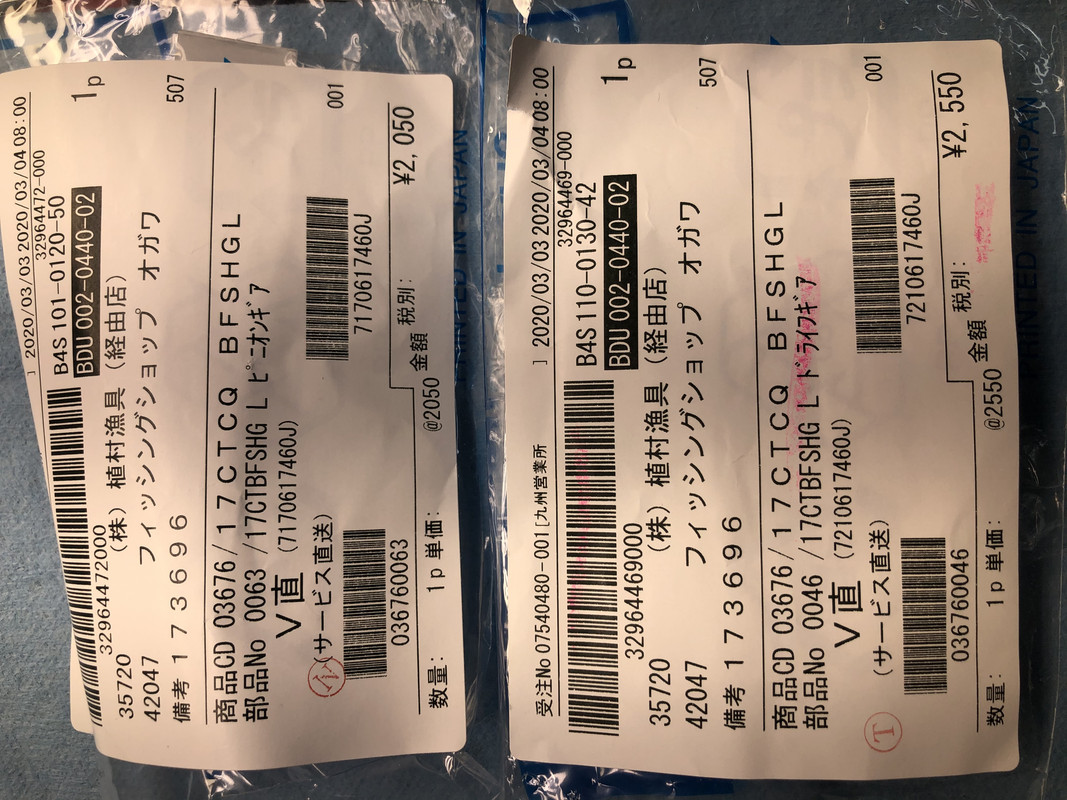 ] 2020/03/03 2020/03/04 08:00
32964472-000
B4S 101-0120-50 1p
32964472000 BDU 002-0440-02
35720 (株) 植村漁具 (経由店)
42047 フィッシングショップ オガワ
備考 173696 507
商品CD 03676/17CTCQ BFSHGL
部品No 0063 /17CTBFSHG L ピニオンギア
V直 (717061746OJ)
(サービス直送) 001
036760063 717061746OJ
数量: 1p 単価: @2050 金額 税別: ¥2,050
受注No 07540480-001 [九州営業所 ] 2020/03/03 2020/03/04 08:00
32964469-000
B4S 110-0130-42 1p
32964469000 BDU 002-0440-02
35720 (株) 植村漁具 (経由店)
42047 フィッシングショップ オガワ
備考 173696 507
商品CD 03676/17CTCQ BFSHGL
部品No 0046 /17CTBFSHG L ドライブギア
V直 (721061746OJ)
(サービス直送) 001
T
036760046 721061746OJ
数量: 1p 単価: @2550 金額 税別: ¥2,550
PRINTED IN JAPAN
PRINTED IN JAPAN